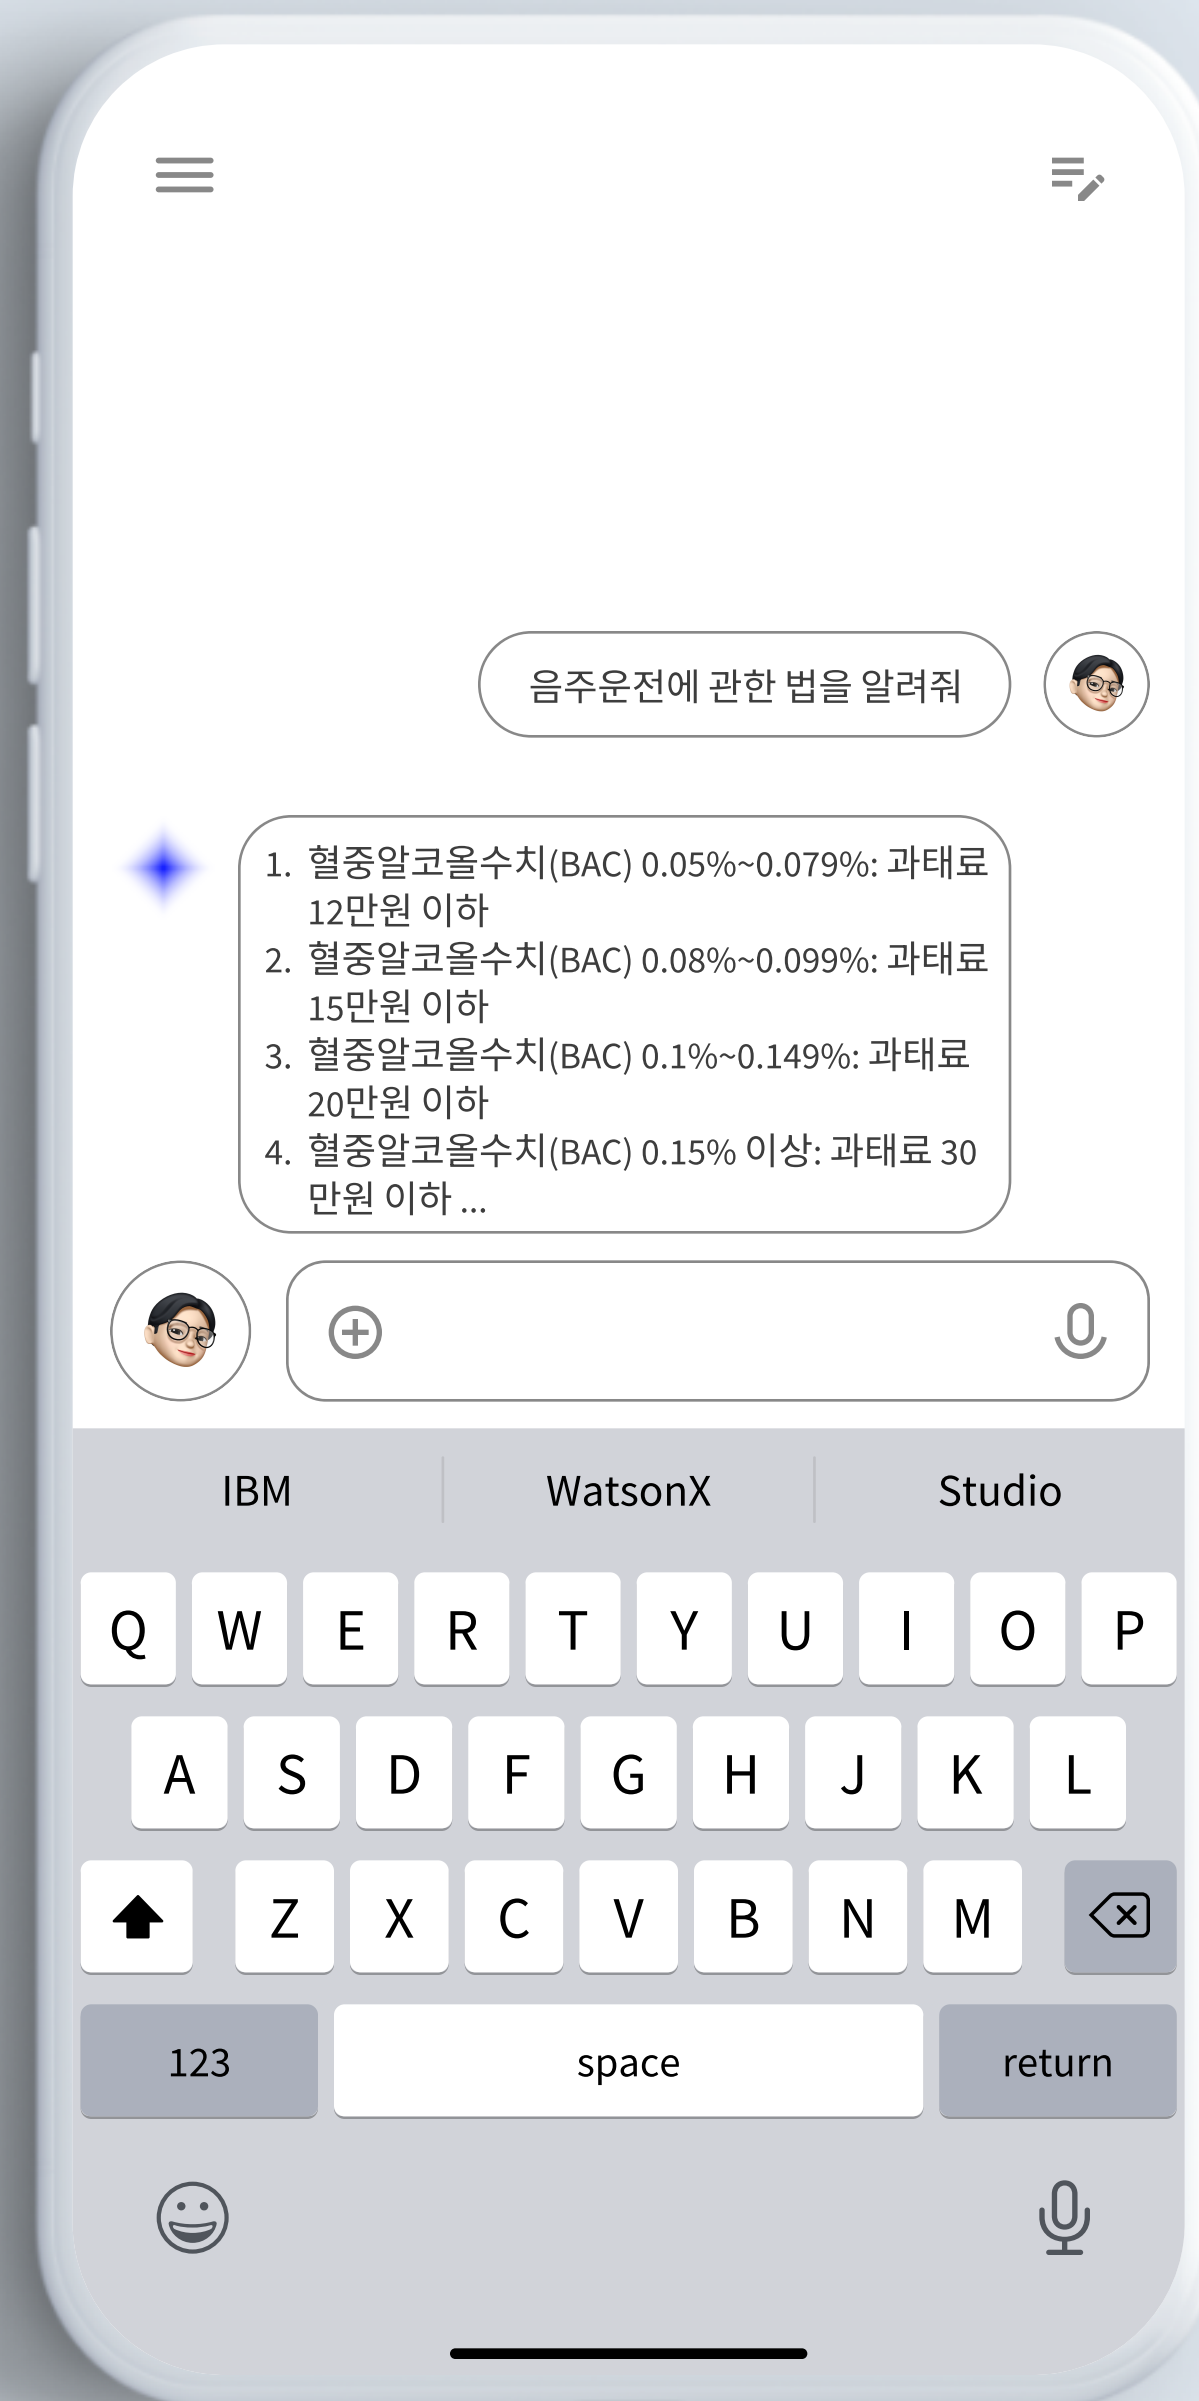 음주운전에 관한 법을 알려줘
1. 혈중알코올수치(BAC) 0.05%~0.079%: 과태료
12만원 이하
2. 혈중알코올수치(BAC) 0.08%~0.099%: 과태료
15만원 이하
3. 혈중알코올수치(BAC) 0.1%~0.149%: 과태료
20만원 이하
4. 혈중알코올수치(BAC) 0.15% 이상: 과태료 30
만원 이하 ...
IBM WatsonX Studio
Q W E R T Y U I O P
A S D F G H J K L
Z X C V B N M
123 space return